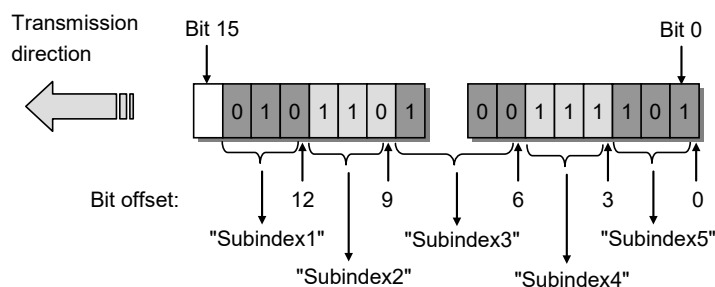 Transmission
direction
Bit 15
Bit 0
0 1 0 1 1 0 1 0 0 1 1 1 1 0 1
Bit offset: 12 9 6 3 0
"Subindex1" "Subindex3" "Subindex5"
"Subindex2" "Subindex4"